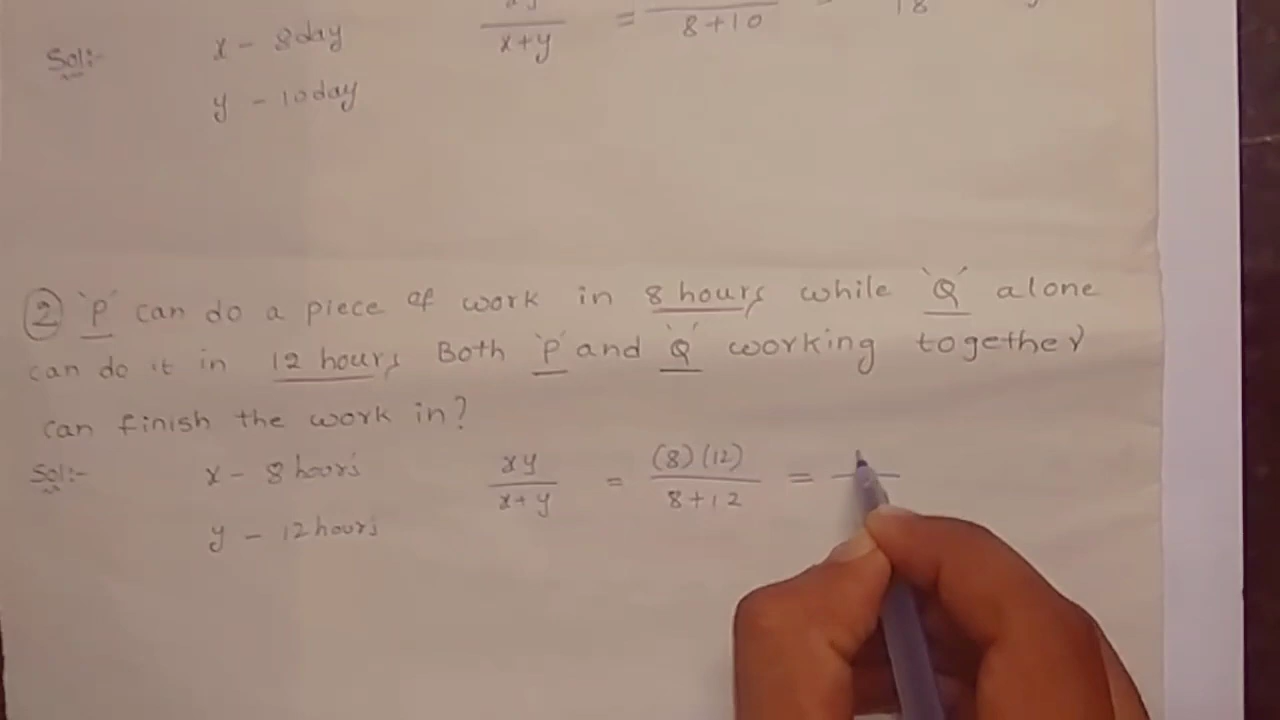 Sol:- x - 8day x+y = 8+10 18
y - 10day
② 'P' can do a piece of work in 8 hours while 'Q' alone
can do it in 12 hours Both 'P' and 'Q' working together
can finish the work in?
Sol:- x - 8 hours xy/x+y = (8)(12)/8+12 =
y - 12 hours